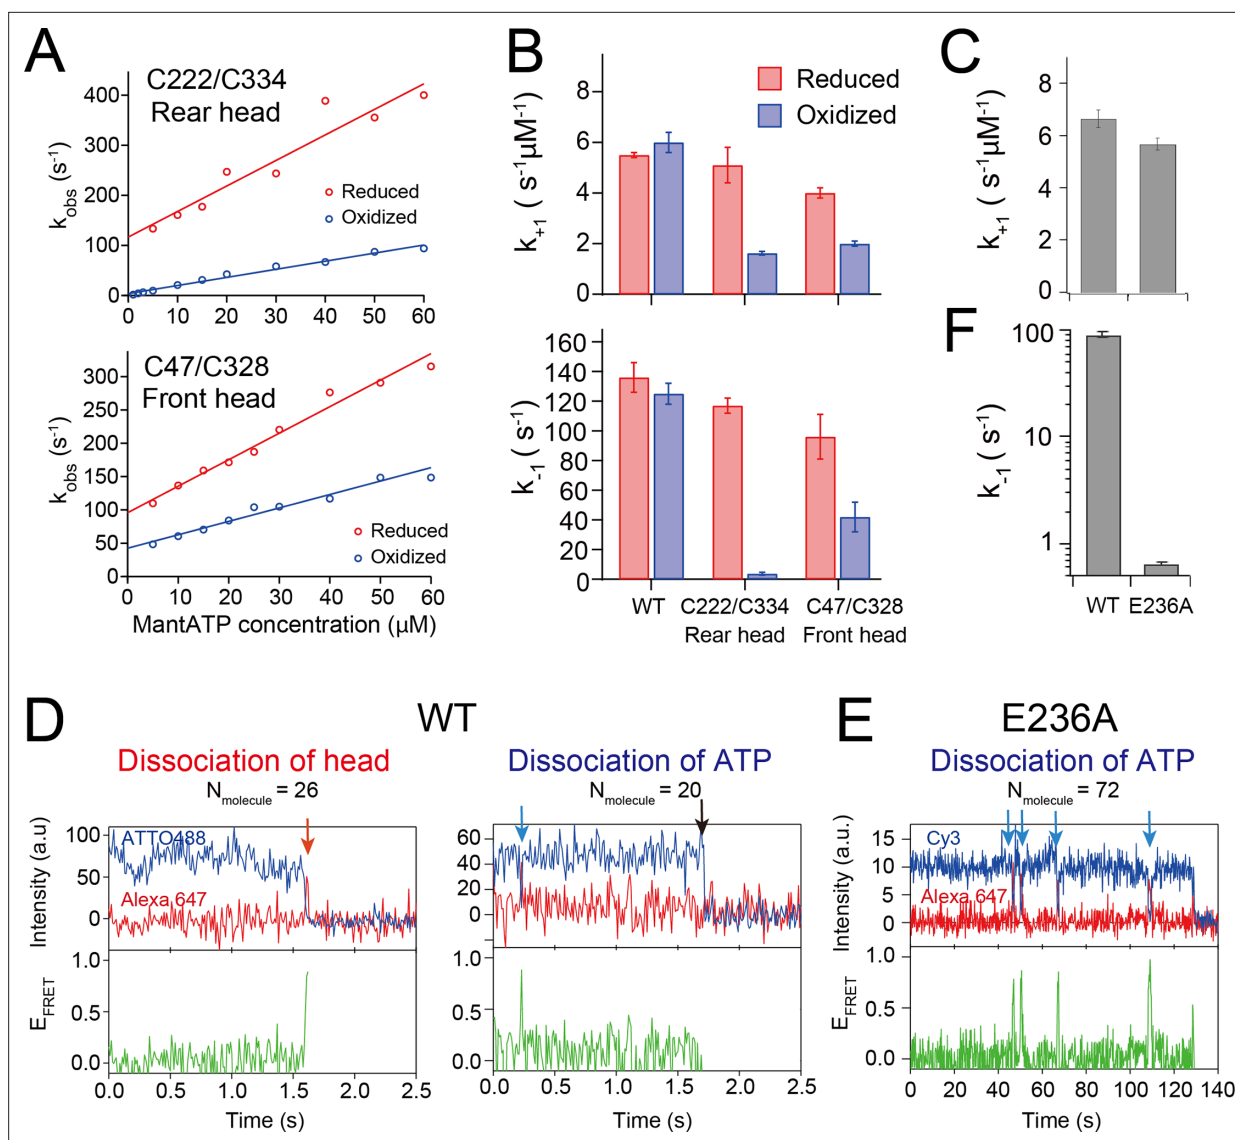 A
C222/C334
Rear head
400
300
200
100
0
k_obs (s⁻¹)
Reduced
Oxidized
0 10 20 30 40 50 60
C47/C328
Front head
300
250
200
150
100
50
0
k_obs (s⁻¹)
Reduced
Oxidized
0 10 20 30 40 50 60
MantATP concentration (µM)
B
Reduced
Oxidized
8
6
4
2
0
k₊₁ ( s⁻¹µM⁻¹)
160
140
120
100
80
60
40
20
0
k₋₁ ( s⁻¹)
WT C222/C334 C47/C328
Rear head Front head
C
8
6
4
2
0
k₊₁ ( s⁻¹µM⁻¹)
F
100
10
1
k₋₁ ( s⁻¹)
WT E236A
D
WT
Dissociation of head
N_molecule = 26
ATTO488
Alexa 647
100
50
0
Intensity (a.u)
1.0
0.5
0.0
E_FRET
0.0 0.5 1.0 1.5 2.0 2.5
Time (s)
Dissociation of ATP
N_molecule = 20
60
40
20
0
1.0
0.5
0.0
0.0 0.5 1.0 1.5 2.0 2.5
Time (s)
E
E236A
Dissociation of ATP
N_molecule = 72
Cy3
Alexa 647
15
10
5
0
Intensity (a.u.)
1.0
0.5
0.0
E_FRET
0 20 40 60 80 100 120 140
Time (s)